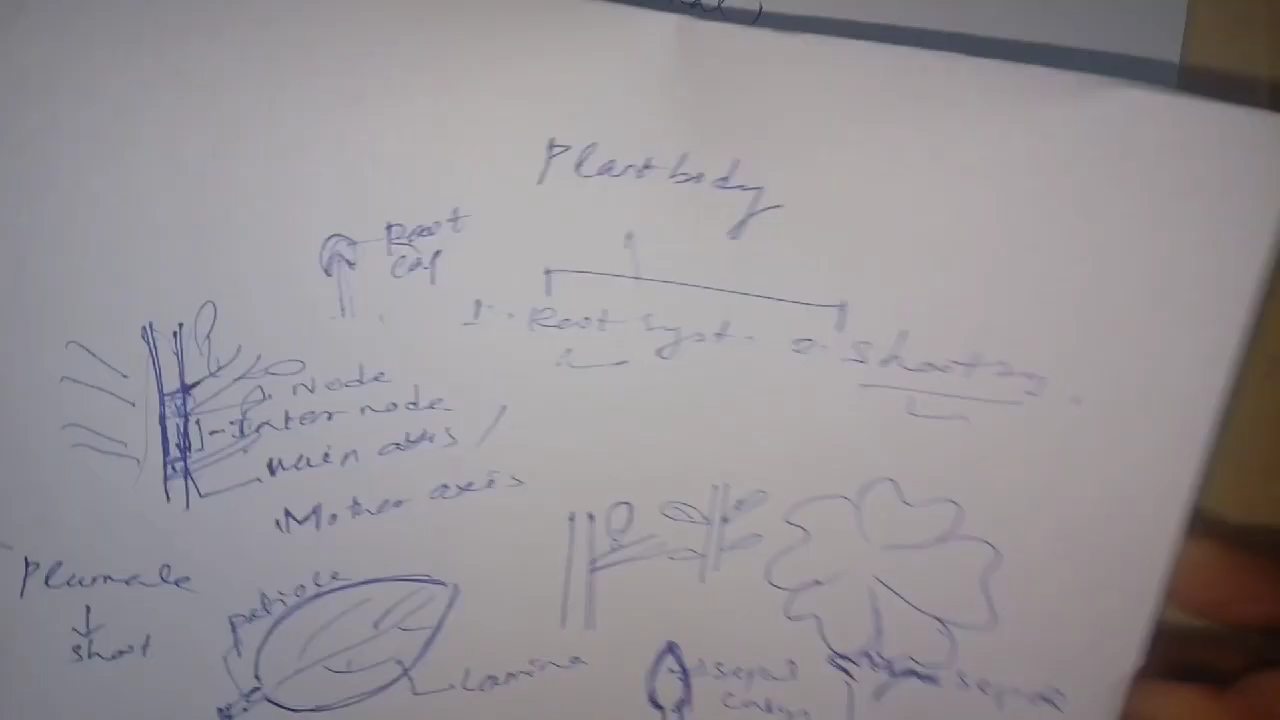 Plant body
Root
cap
1. Root syst. 2. Shoot sy.
Node
Internode
main axis /
Mother axis
Plumule
↓
shoot
petiole
Lamina
sepal
sepal